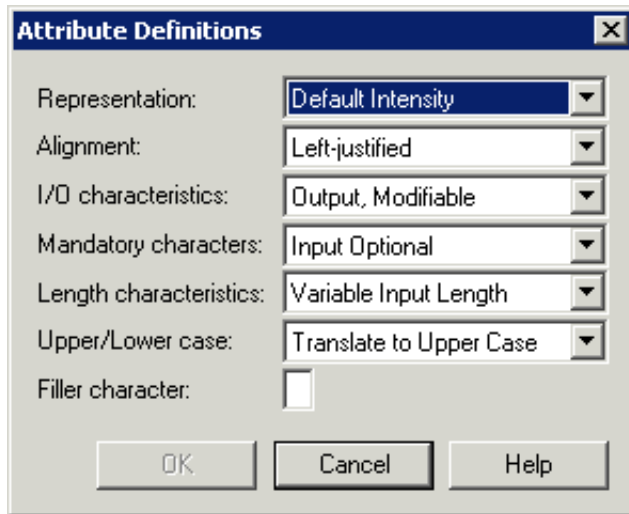 Attribute Definitions
Representation: Default Intensity
Alignment: Left-justified
I/O characteristics: Output, Modifiable
Mandatory characters: Input Optional
Length characteristics: Variable Input Length
Upper/Lower case: Translate to Upper Case
Filler character:
OK Cancel Help